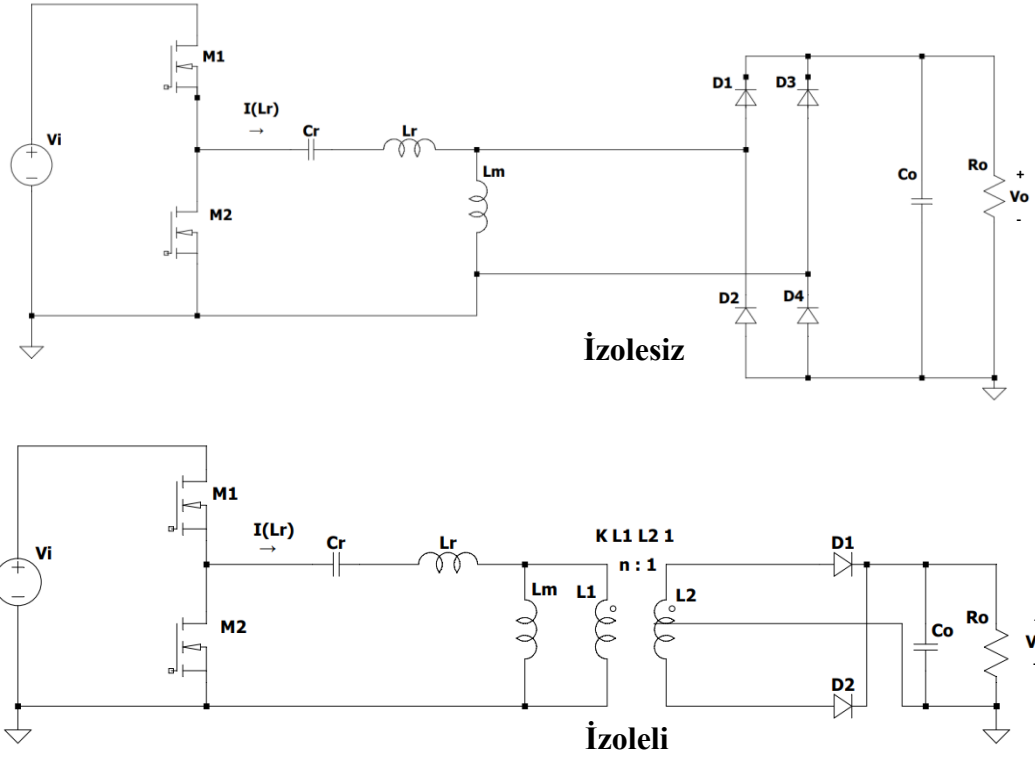 M1
D1 D3
I(Lr)
→
Vi Cr Lr
+
−
Lm
Co Ro +
Vo
-
M2
D2 D4
İzolesiz
M1
I(Lr)
→
Cr Lr
K L1 L2 1
n : 1
D1
Vi
+
−
Lm L1 L2
M2
Co Ro
D2
İzoleli